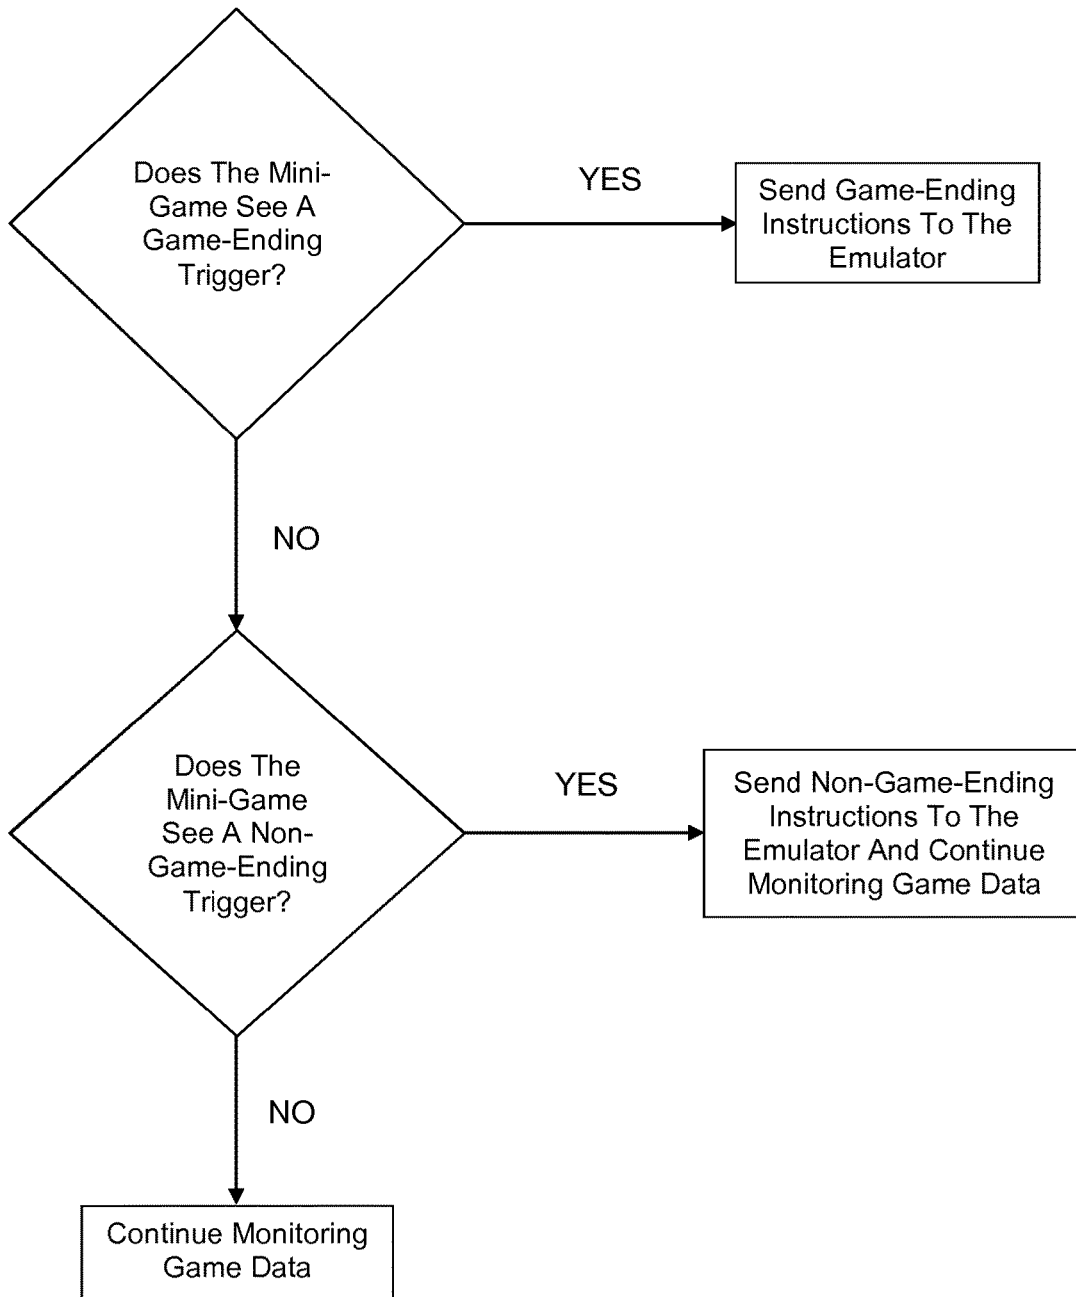 Does The Mini-
Game See A
Game-Ending
Trigger?
YES
Send Game-Ending
Instructions To The
Emulator
NO
Does The
Mini-Game
See A Non-
Game-Ending
Trigger?
YES
Send Non-Game-Ending
Instructions To The
Emulator And Continue
Monitoring Game Data
NO
Continue Monitoring
Game Data